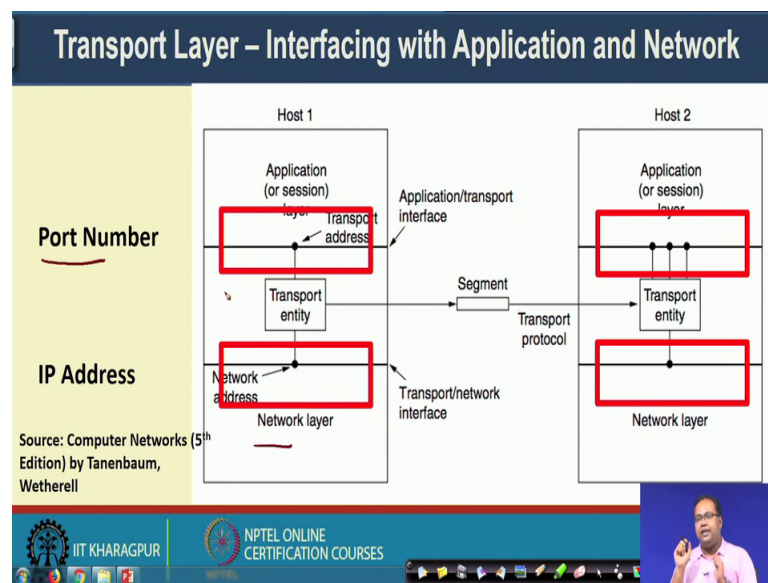 Transport Layer – Interfacing with Application and Network
Host 1
Host 2
Application
(or session)
layer
Transport
address
Application/transport
interface
Application
(or session)
layer
Port Number
Transport
entity
Segment
Transport
protocol
Transport
entity
IP Address
Network
address
Network layer
Transport/network
interface
Network layer
Source: Computer Networks (5th
Edition) by Tanenbaum,
Wetherell
IIT KHARAGPUR
NPTEL ONLINE
CERTIFICATION COURSES